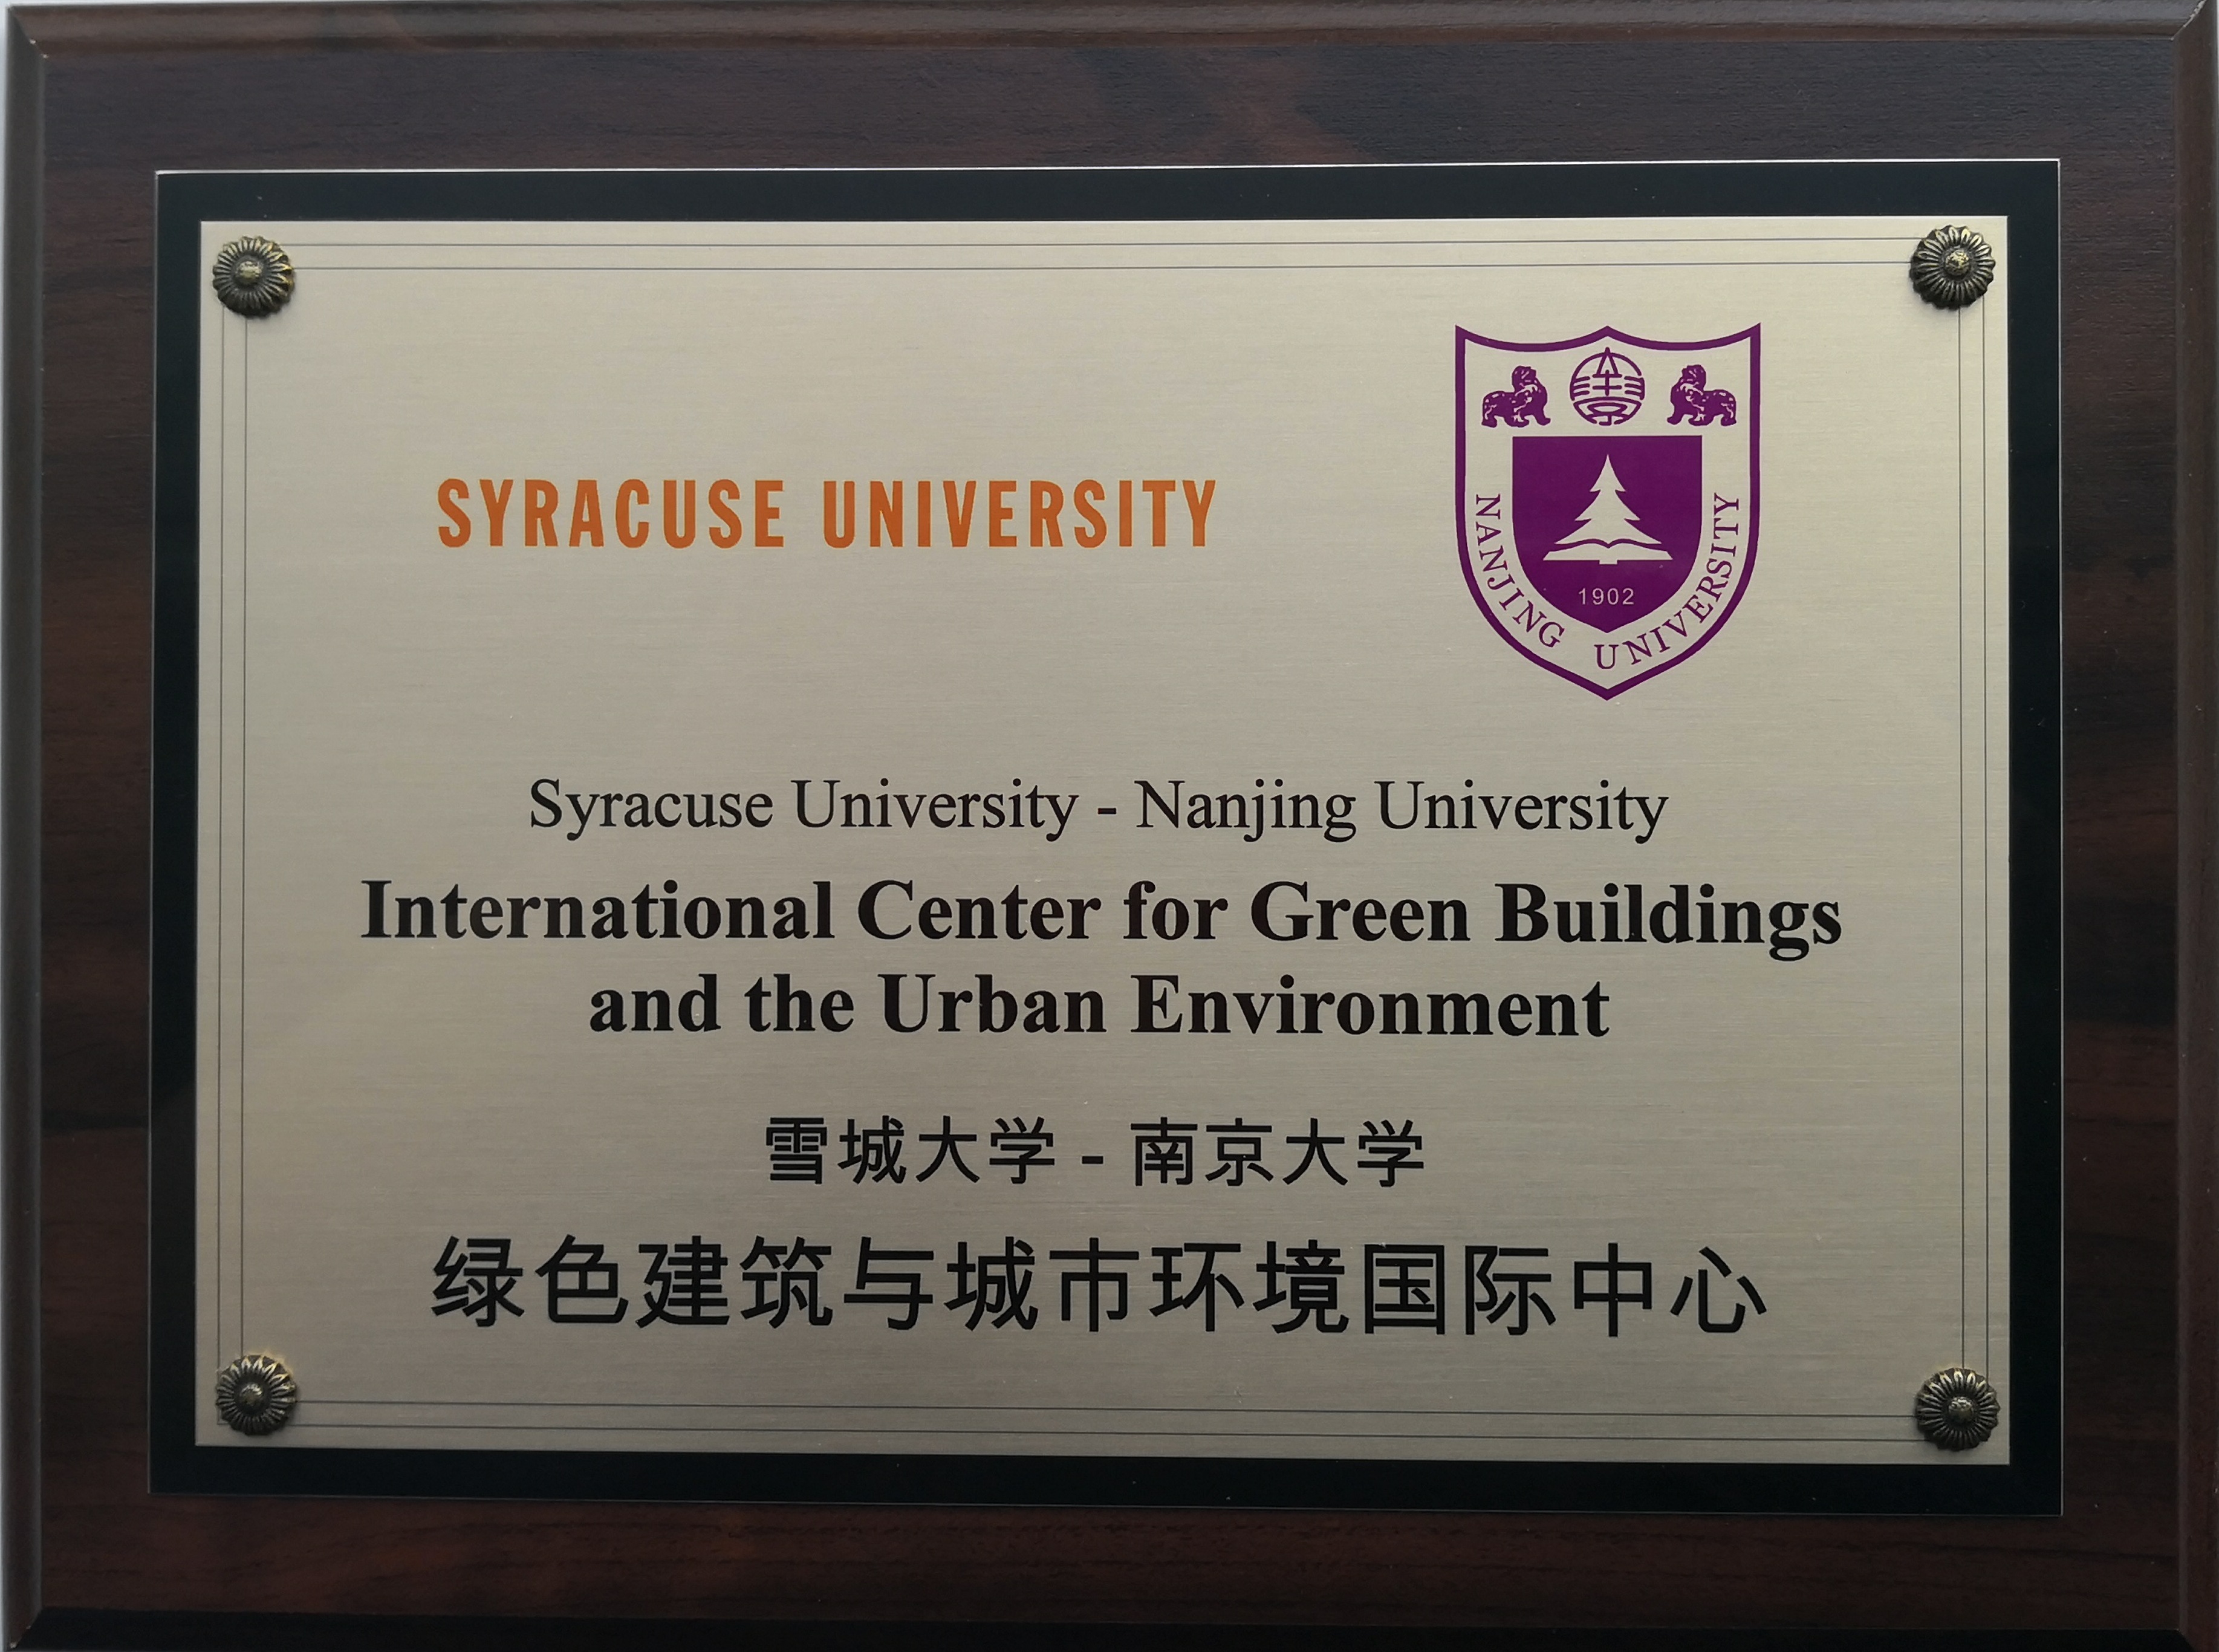 SYRACUSE UNIVERSITY
1902
NANJING UNIVERSITY
Syracuse University - Nanjing University
International Center for Green Buildings
and the Urban Environment
雪城大学 - 南京大学
绿色建筑与城市环境国际中心